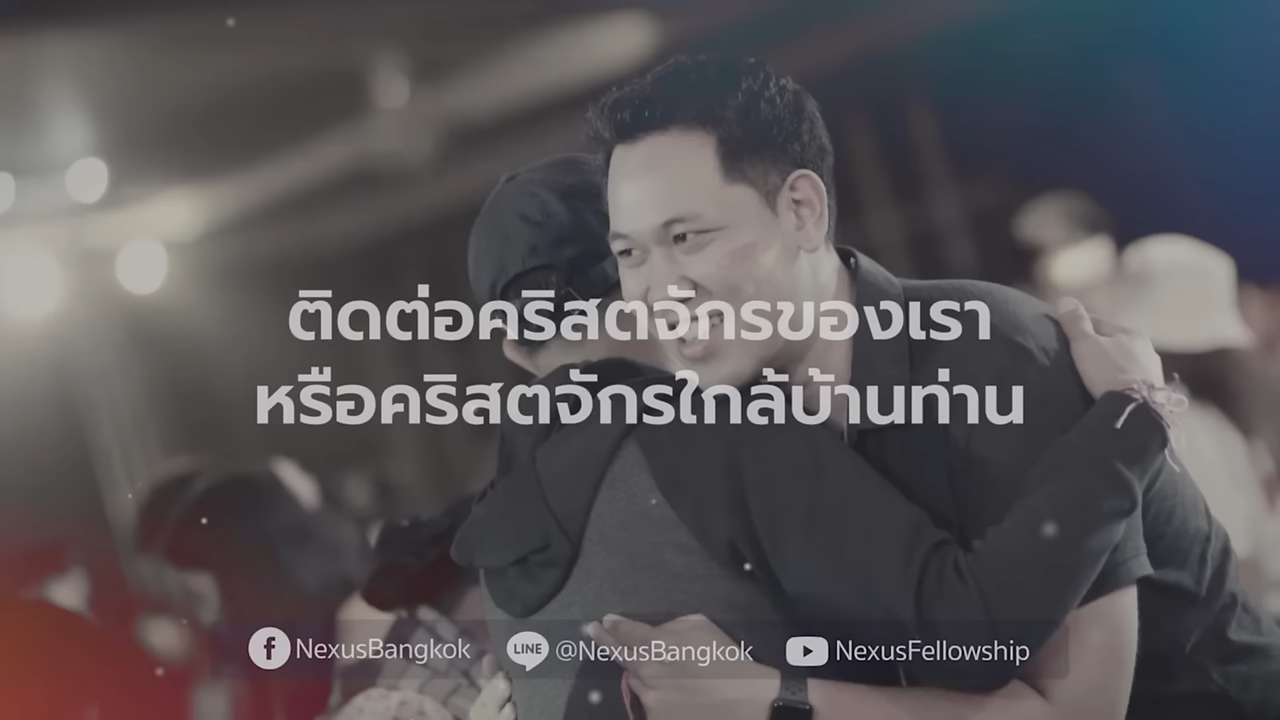 ติดต่อคริสตจักรของเรา
หรือคริสตจักรใกล้บ้านท่าน
NexusBangkok LINE @NexusBangkok NexusFellowship